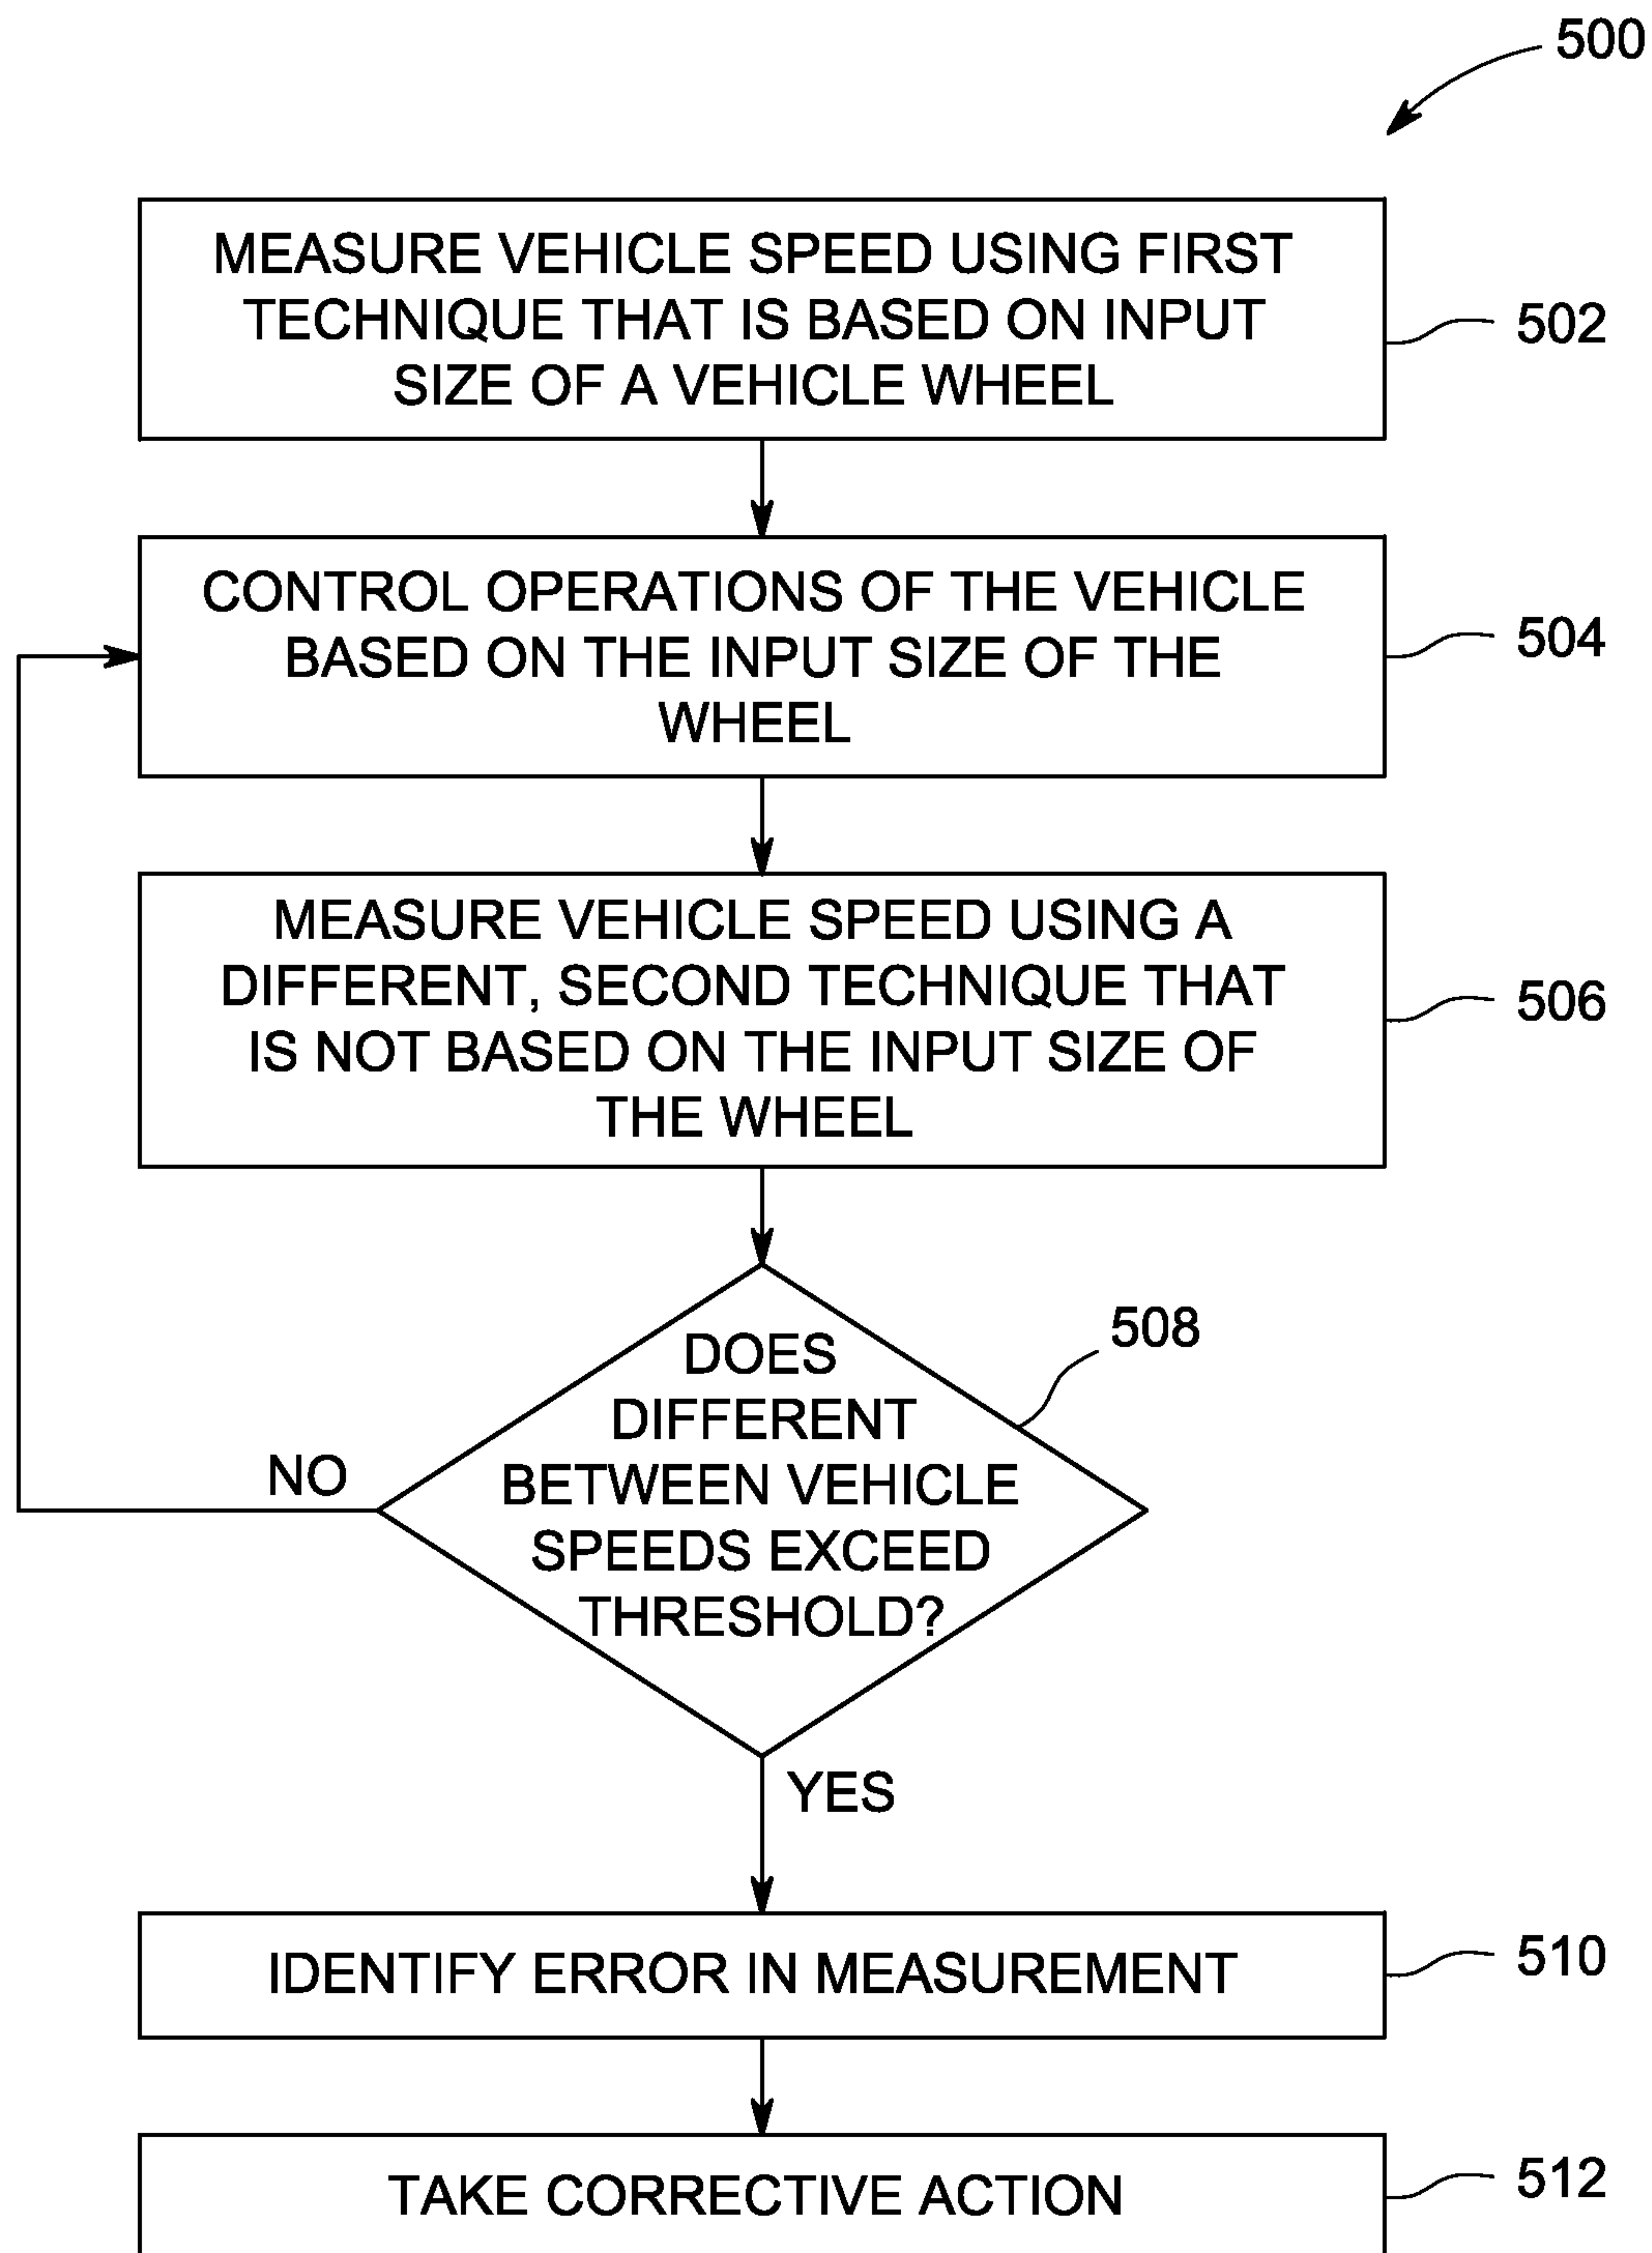 500
MEASURE VEHICLE SPEED USING FIRST
TECHNIQUE THAT IS BASED ON INPUT
SIZE OF A VEHICLE WHEEL
502
CONTROL OPERATIONS OF THE VEHICLE
BASED ON THE INPUT SIZE OF THE
WHEEL
504
MEASURE VEHICLE SPEED USING A
DIFFERENT, SECOND TECHNIQUE THAT
IS NOT BASED ON THE INPUT SIZE OF
THE WHEEL
506
DOES
DIFFERENT
BETWEEN VEHICLE
SPEEDS EXCEED
THRESHOLD?
508
NO
YES
IDENTIFY ERROR IN MEASUREMENT
510
TAKE CORRECTIVE ACTION
512